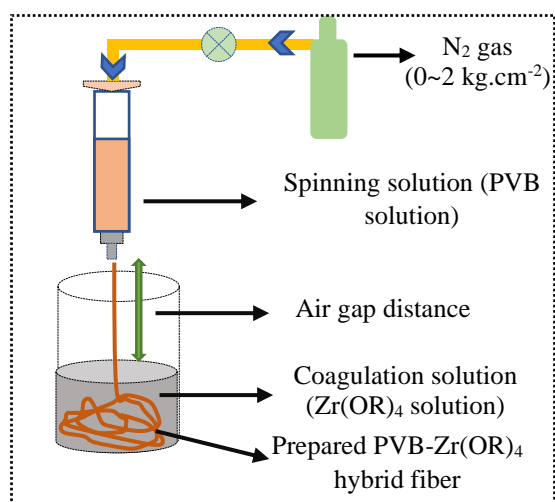 N₂ gas
(0~2 kg.cm⁻²)
Spinning solution (PVB
solution)
Air gap distance
Coagulation solution
(Zr(OR)₄ solution)
Prepared PVB-Zr(OR)₄
hybrid fiber